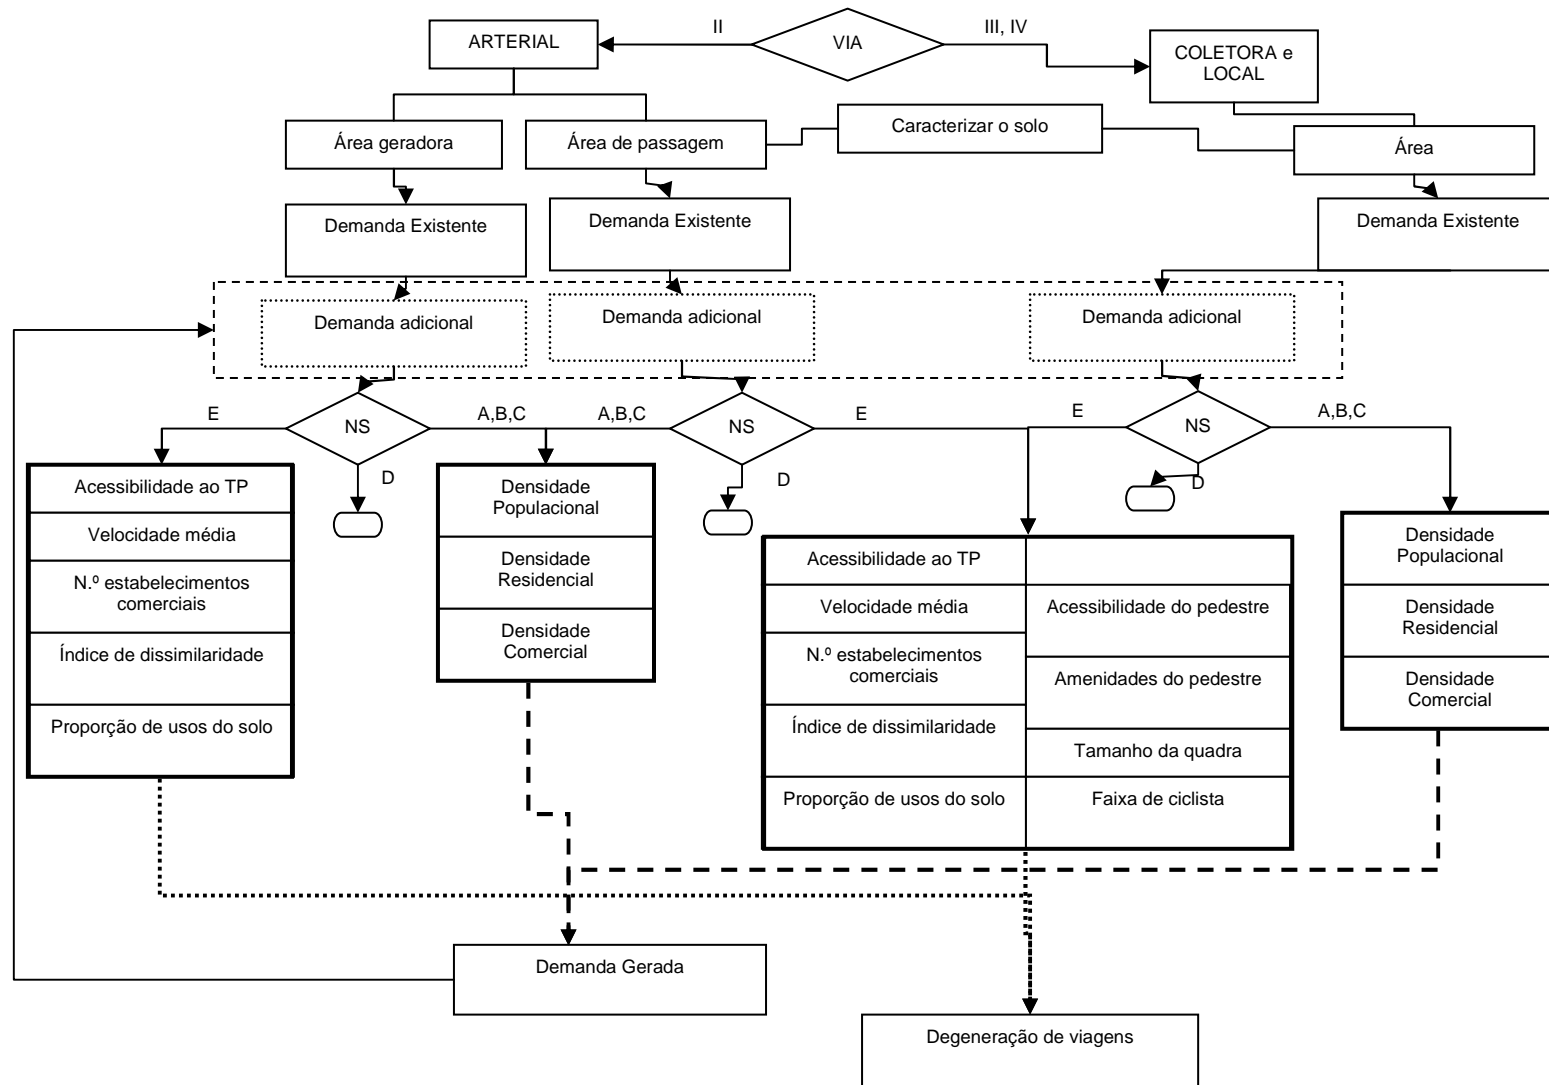 II
VIA
III, IV
ARTERIAL
COLETORA e
LOCAL
Área geradora
Área de passagem
Caracterizar o solo
Área
Demanda Existente
Demanda Existente
Demanda Existente
Demanda adicional
Demanda adicional
Demanda adicional
E
NS
A,B,C
A,B,C
NS
E
E
NS
A,B,C
D
D
D
Acessibilidade ao TP
Velocidade média
N.º estabelecimentos
comerciais
Índice de dissimilaridade
Proporção de usos do solo
Densidade
Populacional
Densidade
Residencial
Densidade
Comercial
Acessibilidade ao TP
Velocidade média
N.º estabelecimentos
comerciais
Índice de dissimilaridade
Proporção de usos do solo
Acessibilidade do pedestre
Amenidades do pedestre
Tamanho da quadra
Faixa de ciclista
Densidade
Populacional
Densidade
Residencial
Densidade
Comercial
Demanda Gerada
Degeneração de viagens